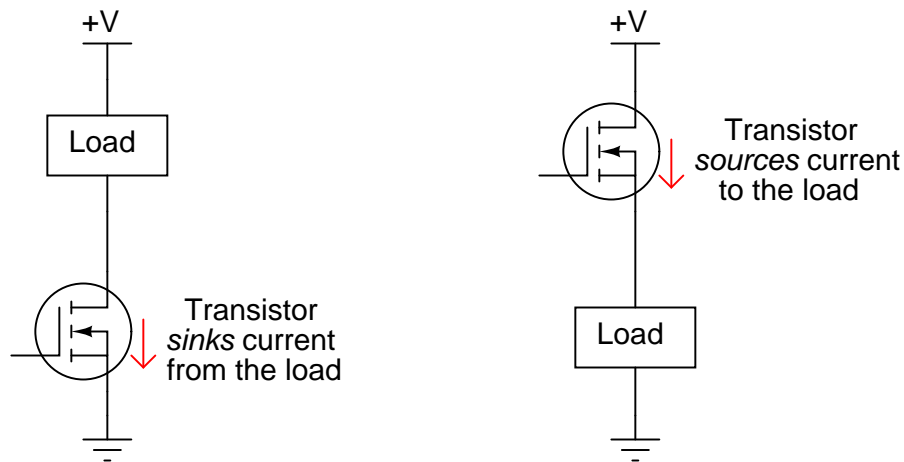 +V
Load
Transistor
sinks current
from the load
+V
Transistor
sources current
to the load
Load